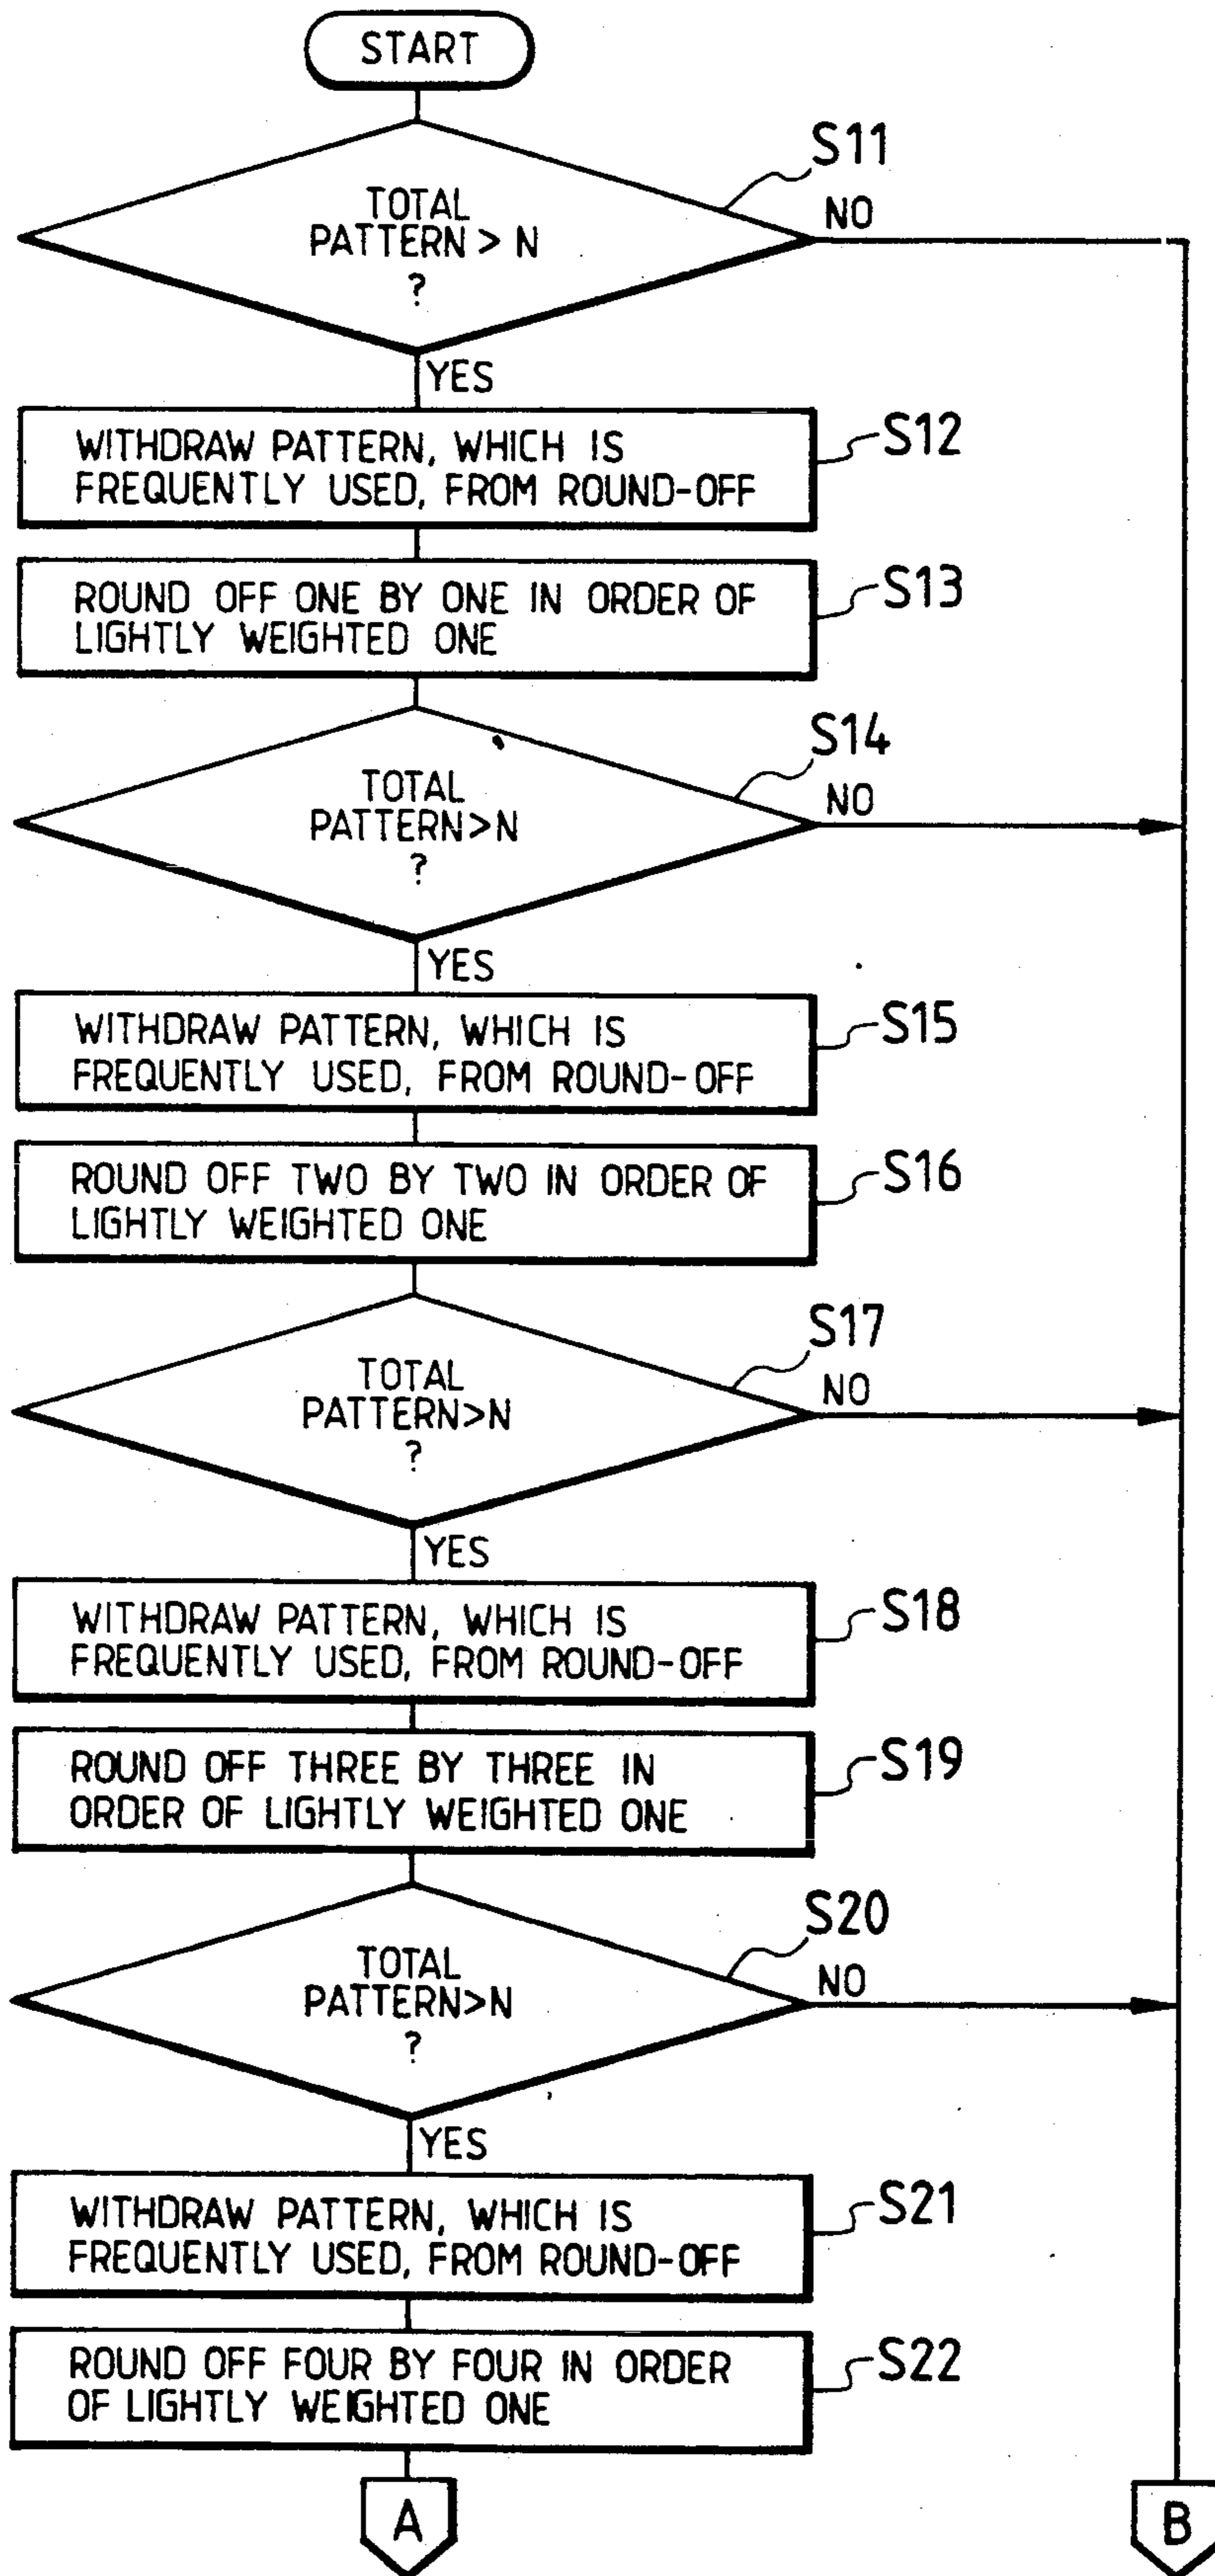 START
S11
TOTAL
PATTERN > N
?
NO
YES
WITHDRAW PATTERN, WHICH IS
FREQUENTLY USED, FROM ROUND-OFF
S12
ROUND OFF ONE BY ONE IN ORDER OF
LIGHTLY WEIGHTED ONE
S13
S14
TOTAL
PATTERN>N
?
NO
YES
WITHDRAW PATTERN, WHICH IS
FREQUENTLY USED, FROM ROUND-OFF
S15
ROUND OFF TWO BY TWO IN ORDER OF
LIGHTLY WEIGHTED ONE
S16
S17
TOTAL
PATTERN>N
?
NO
YES
WITHDRAW PATTERN, WHICH IS
FREQUENTLY USED, FROM ROUND-OFF
S18
ROUND OFF THREE BY THREE IN
ORDER OF LIGHTLY WEIGHTED ONE
S19
S20
TOTAL
PATTERN>N
?
NO
YES
WITHDRAW PATTERN, WHICH IS
FREQUENTLY USED, FROM ROUND-OFF
S21
ROUND OFF FOUR BY FOUR IN ORDER
OF LIGHTLY WEIGHTED ONE
S22
A
B